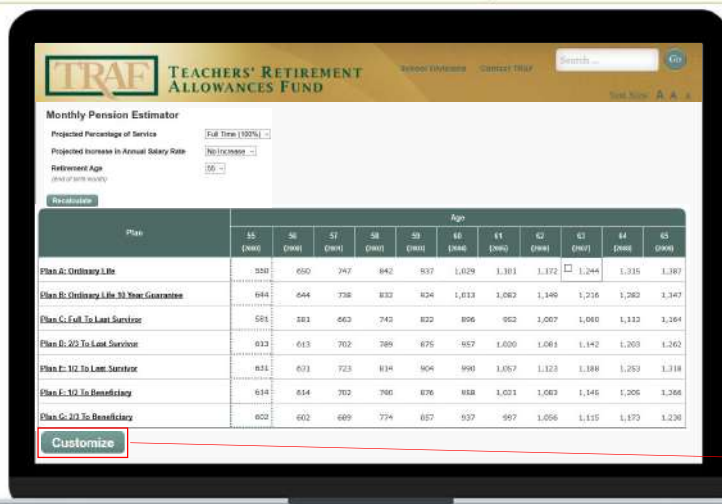 TRAF TEACHERS' RETIREMENT
ALLOWANCES FUND
School Divisions Contact TRAF
Search ... Go
Text Size: A A A
Monthly Pension Estimator
Projected Percentage of Service Full Time (100%)
Projected Increase in Annual Salary Rate No Increase
Retirement Age 55
Recalculate
Plan Age
55 56 57 58 59 60 61 62 63 64 65
Plan A: Ordinary Life 550 650 747 842 937 1,029 1,101 1,172 1,244 1,315 1,387
Plan B: Ordinary Life 10 Year Guarantee 644 644 738 832 924 1,013 1,082 1,149 1,216 1,282 1,347
Plan C: Full To Last Survivor 581 581 663 743 822 896 952 1,007 1,060 1,113 1,164
Plan D: 2/3 To Last Survivor 613 613 702 789 875 957 1,020 1,081 1,142 1,203 1,262
Plan E: 1/2 To Last Survivor 631 631 723 814 904 990 1,057 1,123 1,188 1,253 1,318
Plan F: 1/2 To Beneficiary 614 614 702 790 876 958 1,021 1,083 1,145 1,206 1,266
Plan G: 2/3 To Beneficiary 602 602 689 774 857 937 997 1,056 1,115 1,173 1,230
Customize